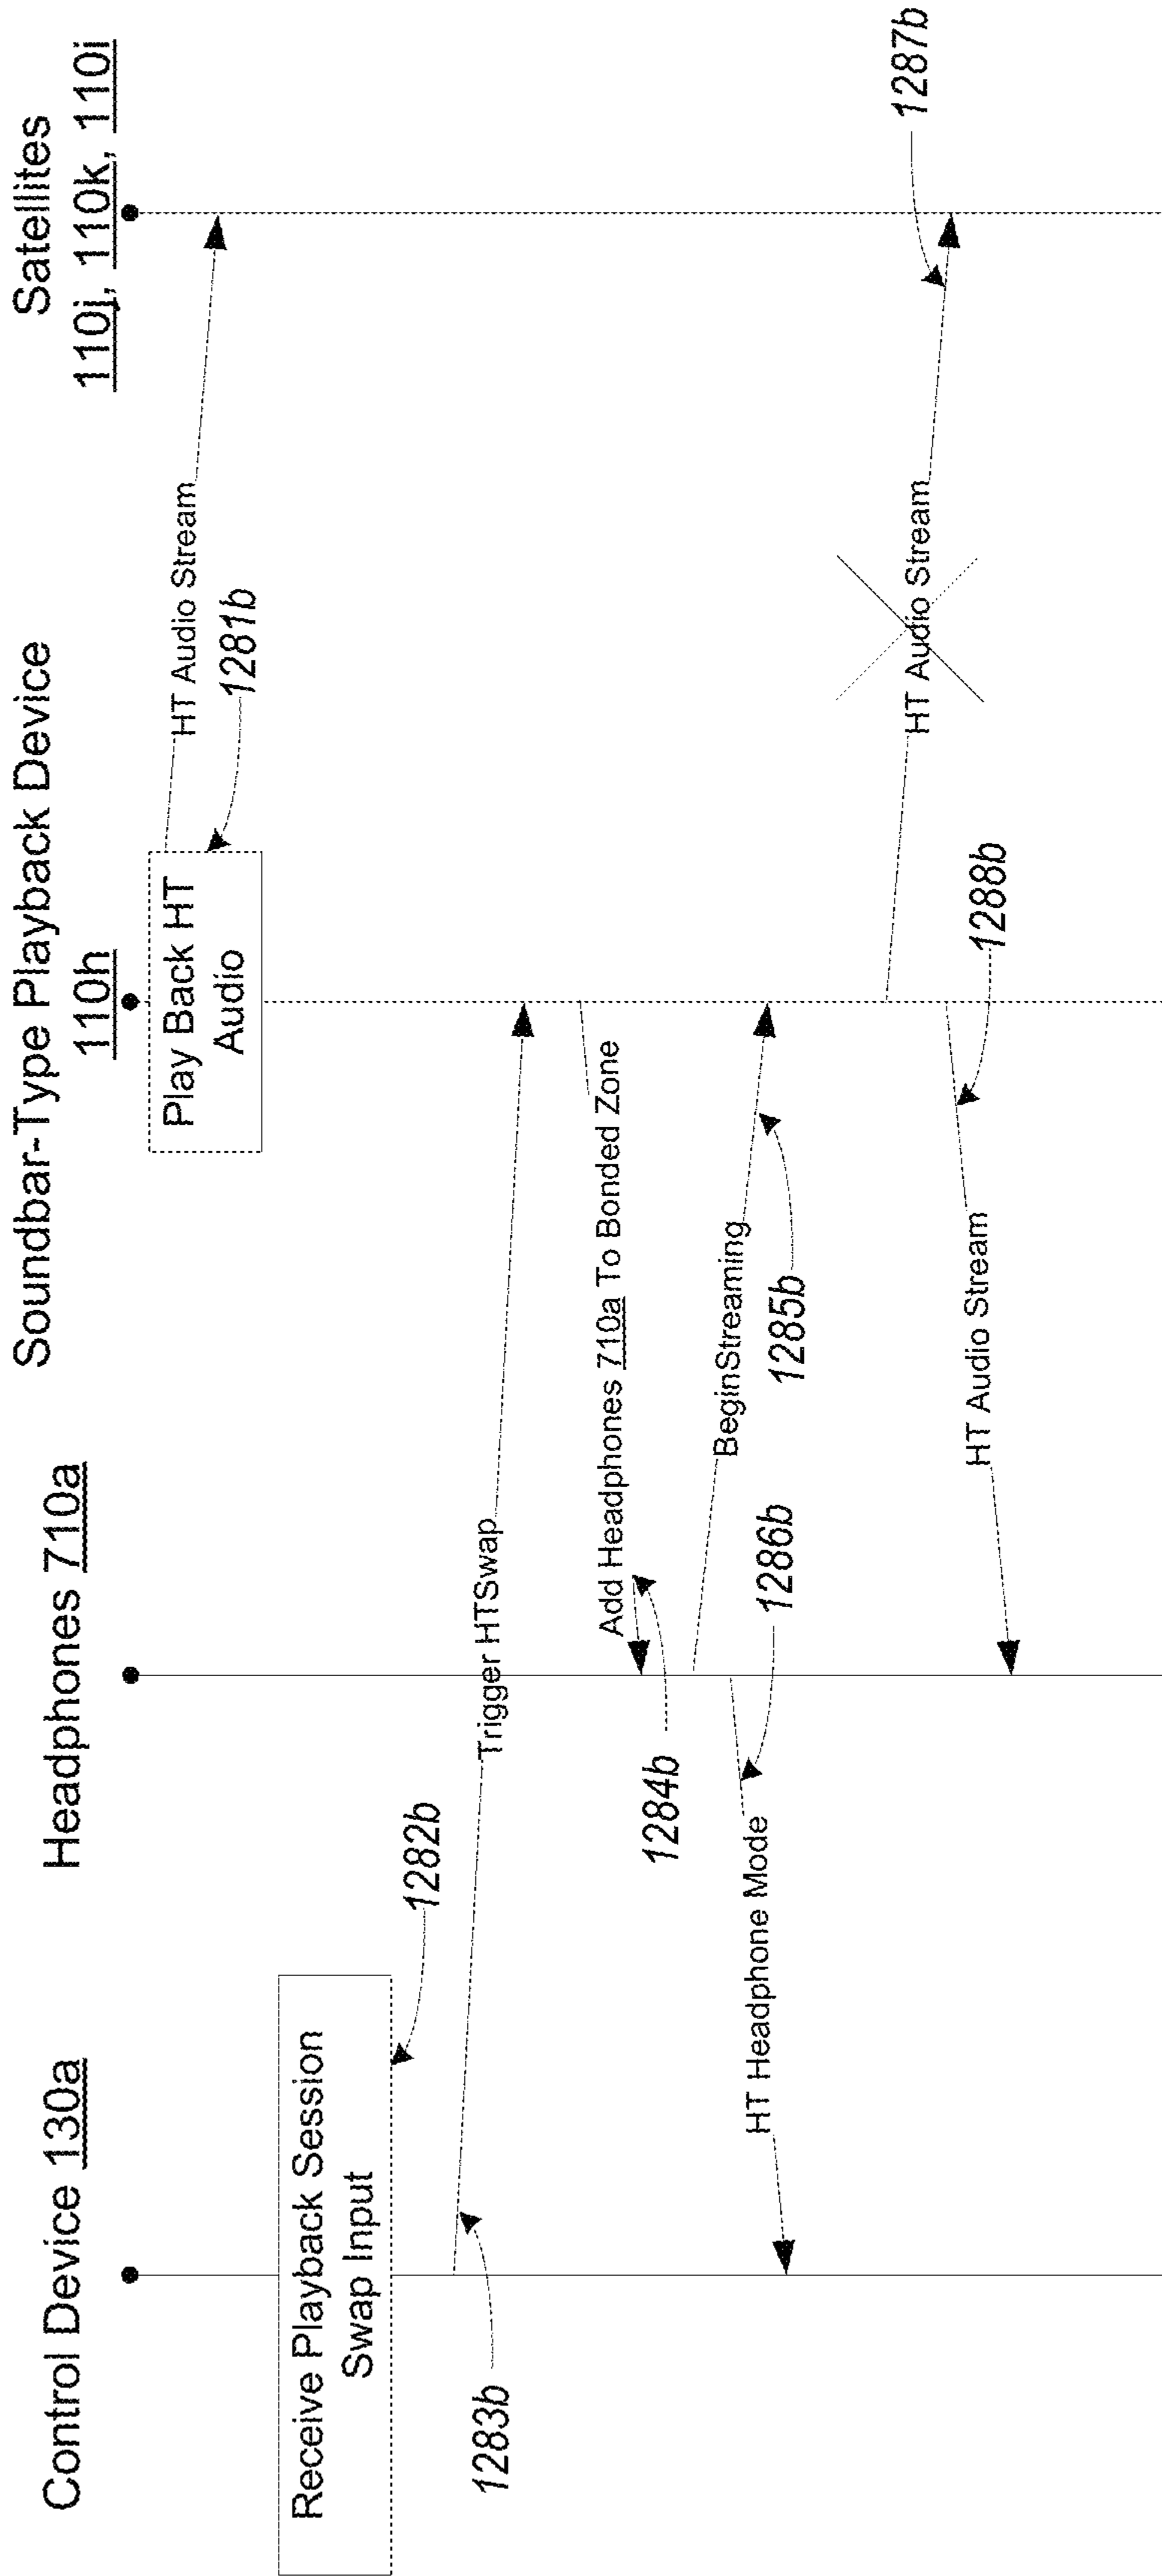 Control Device 130a
Headphones 710a
Soundbar-Type Playback Device
110h
Satellites
110j, 110k, 110i
Play Back HT
Audio
HT Audio Stream
1281b
Receive Playback Session
Swap Input
1282b
1283b
Trigger HTSwap
Add Headphones 710a To Bonded Zone
1284b
BeginStreaming
1285b
HT Headphone Mode
1286b
HT Audio Stream
1287b
HT Audio Stream
1288b